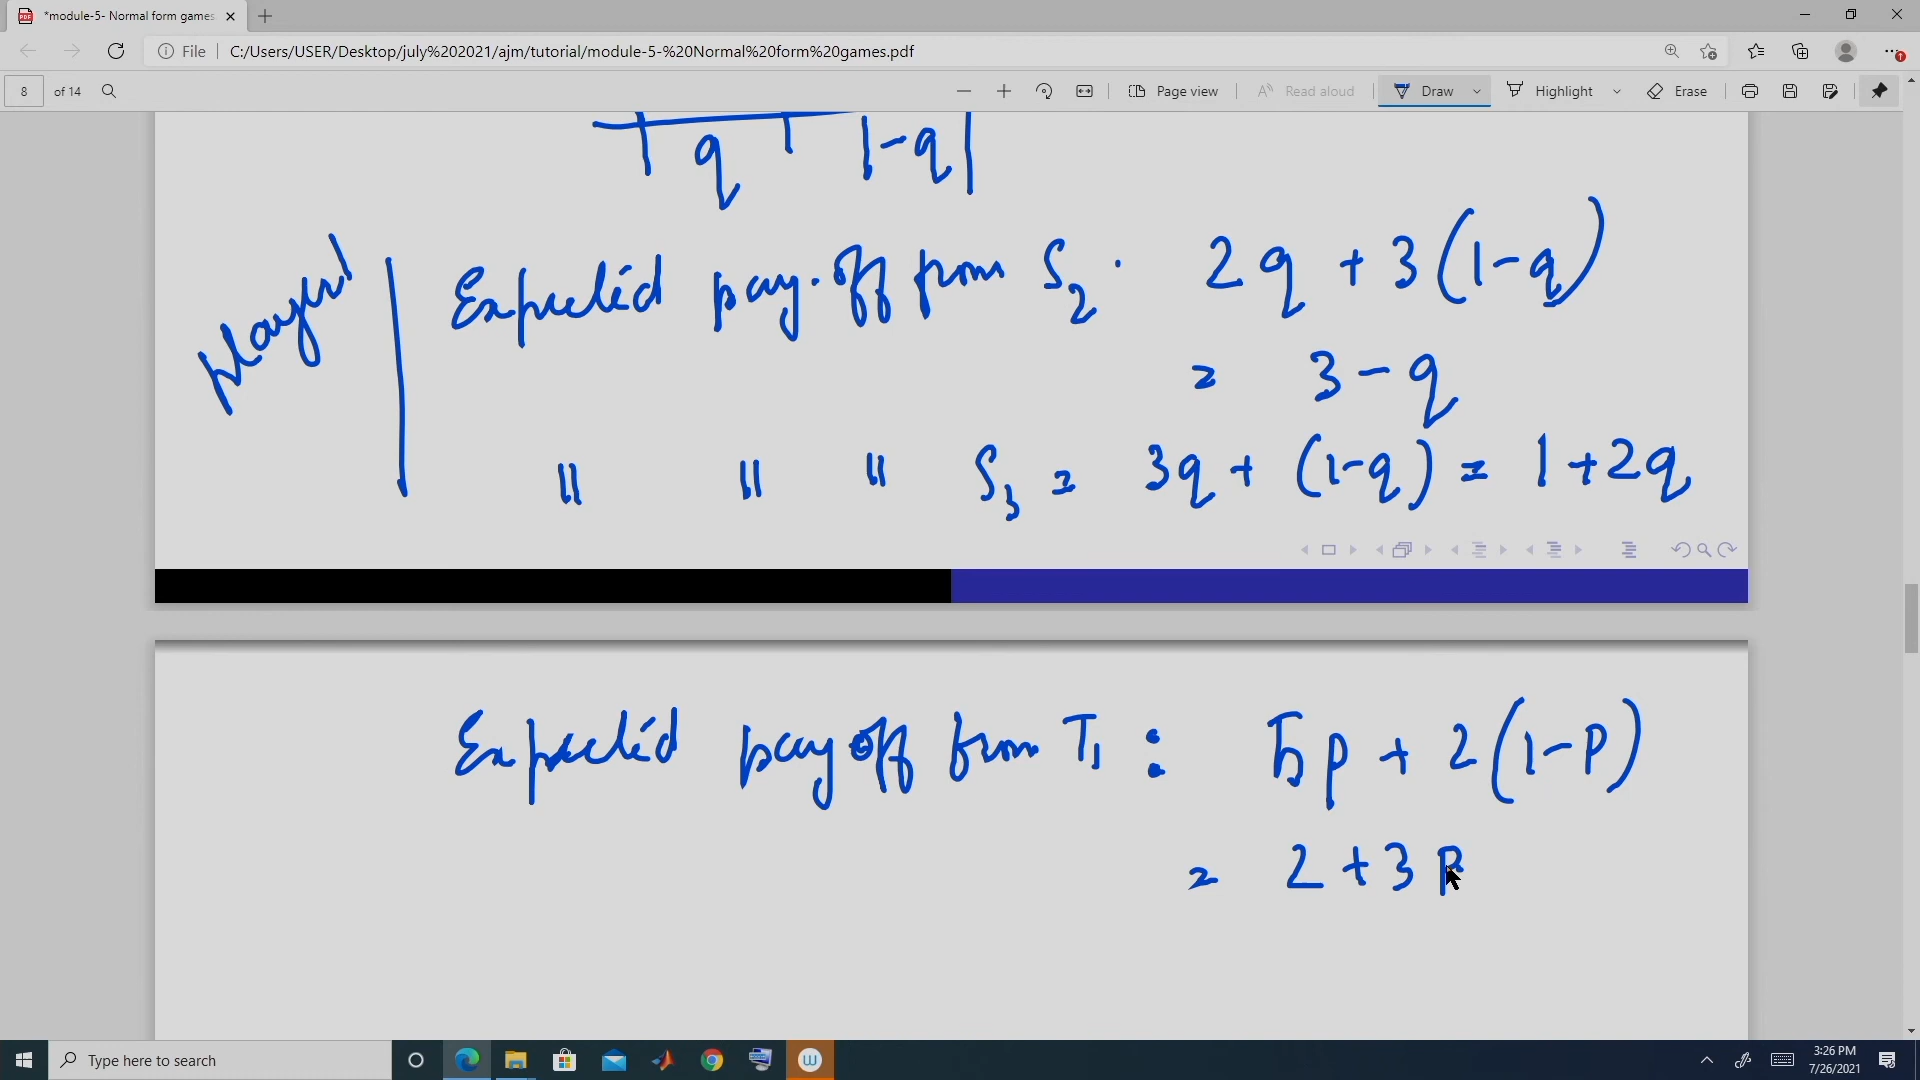 *module-5- Normal form games
File C:/Users/USER/Desktop/july%202021/ajm/tutorial/module-5-%20Normal%20form%20games.pdf
8 of 14 Page view Read aloud Draw Highlight Erase
q 1-q
Player 1
Expected pay-off from S2 . 2q + 3(1-q)
= 3 - q
" " " S3 = 3q + (1-q) = 1+2q
Expected pay off from T1 : 5p + 2(1-p)
= 2 + 3p
Type here to search
3:26 PM
7/26/2021